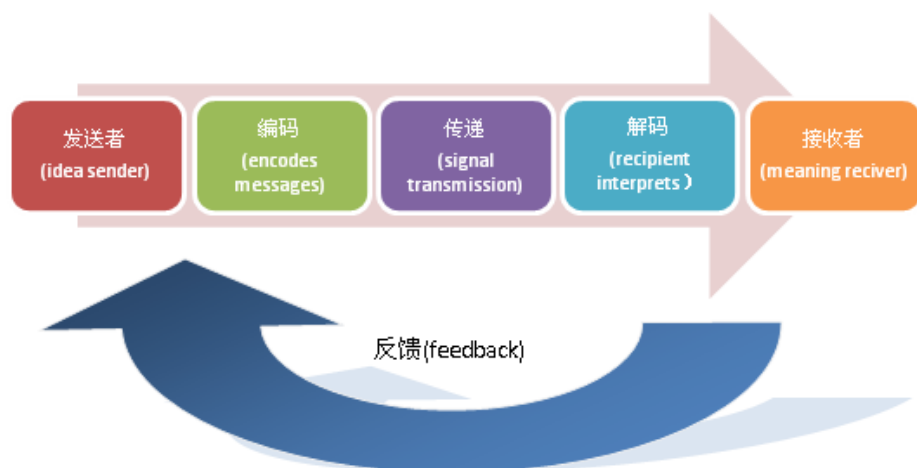 发送者
(idea sender)
编码
(encodes
messages)
传递
(signal
transmission)
解码
(recipient
interprets）
接收者
(meaning reciver)
反馈(feedback)